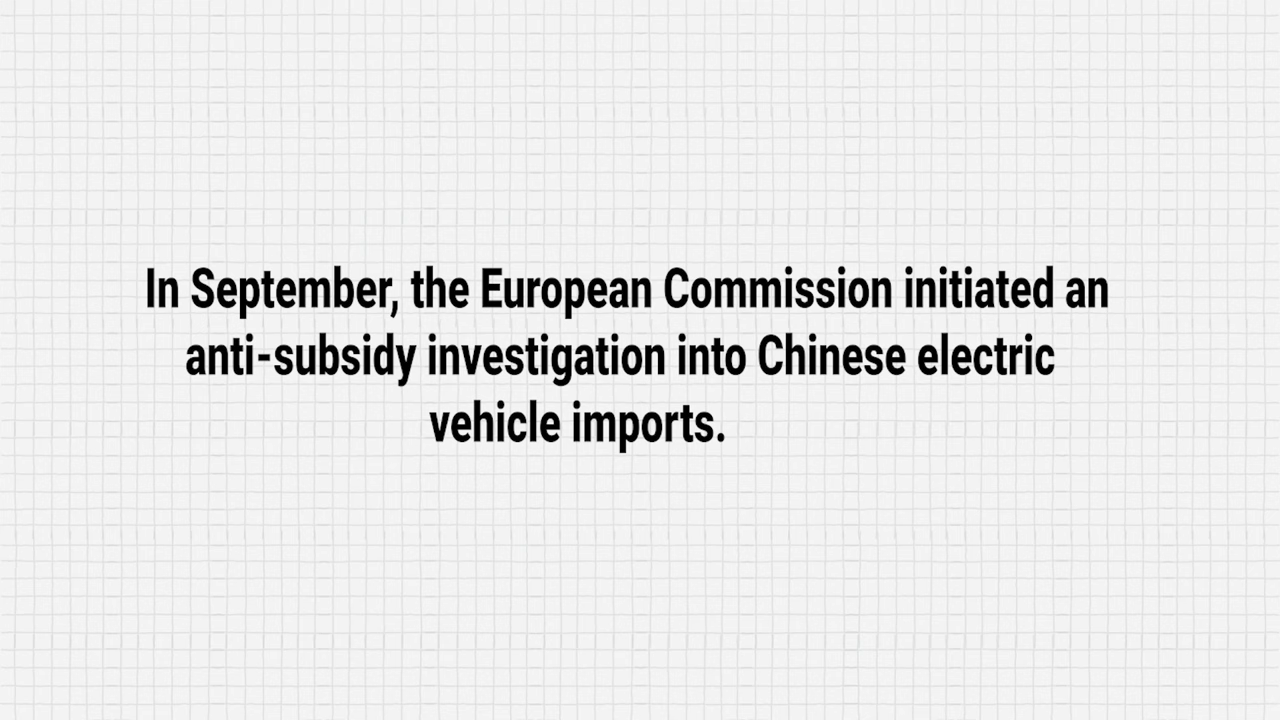 In September, the European Commission initiated an
anti-subsidy investigation into Chinese electric
vehicle imports.